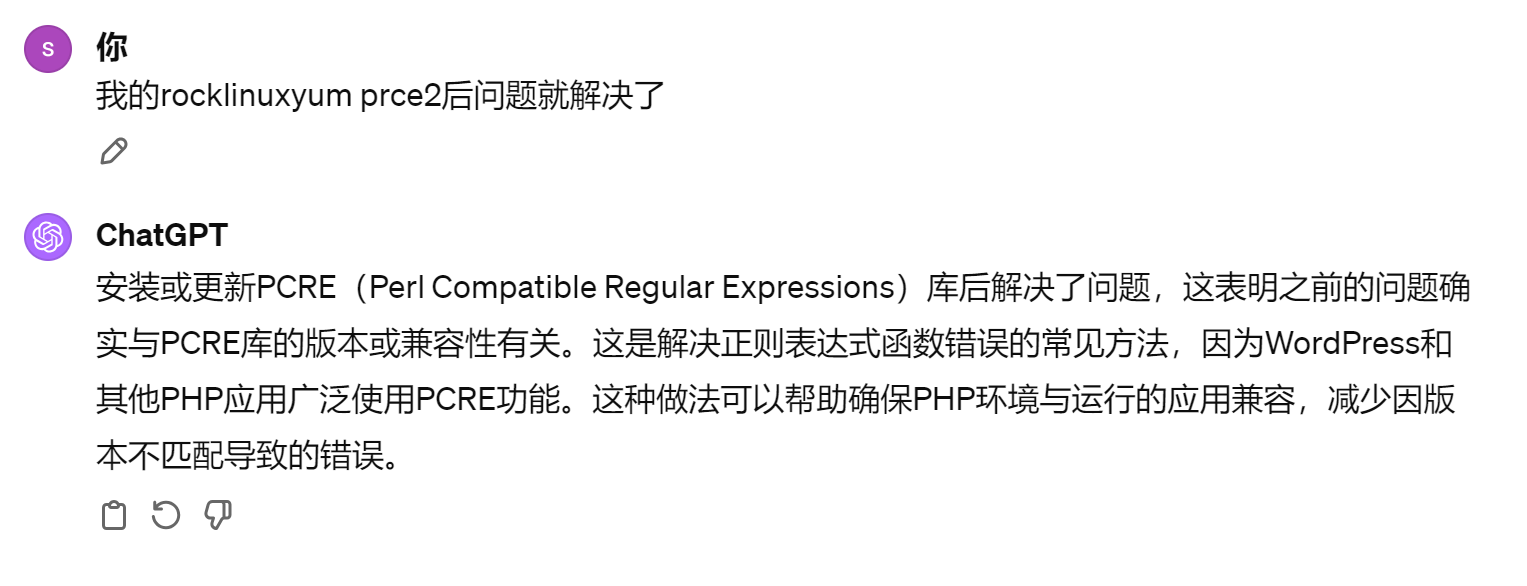 S
你
我的rocklinuxyum prce2后问题就解决了
ChatGPT
安装或更新PCRE（Perl Compatible Regular Expressions）库后解决了问题，这表明之前的问题确
实与PCRE库的版本或兼容性有关。这是解决正则表达式函数错误的常见方法，因为WordPress和
其他PHP应用广泛使用PCRE功能。这种做法可以帮助确保PHP环境与运行的应用兼容，减少因版
本不匹配导致的错误。